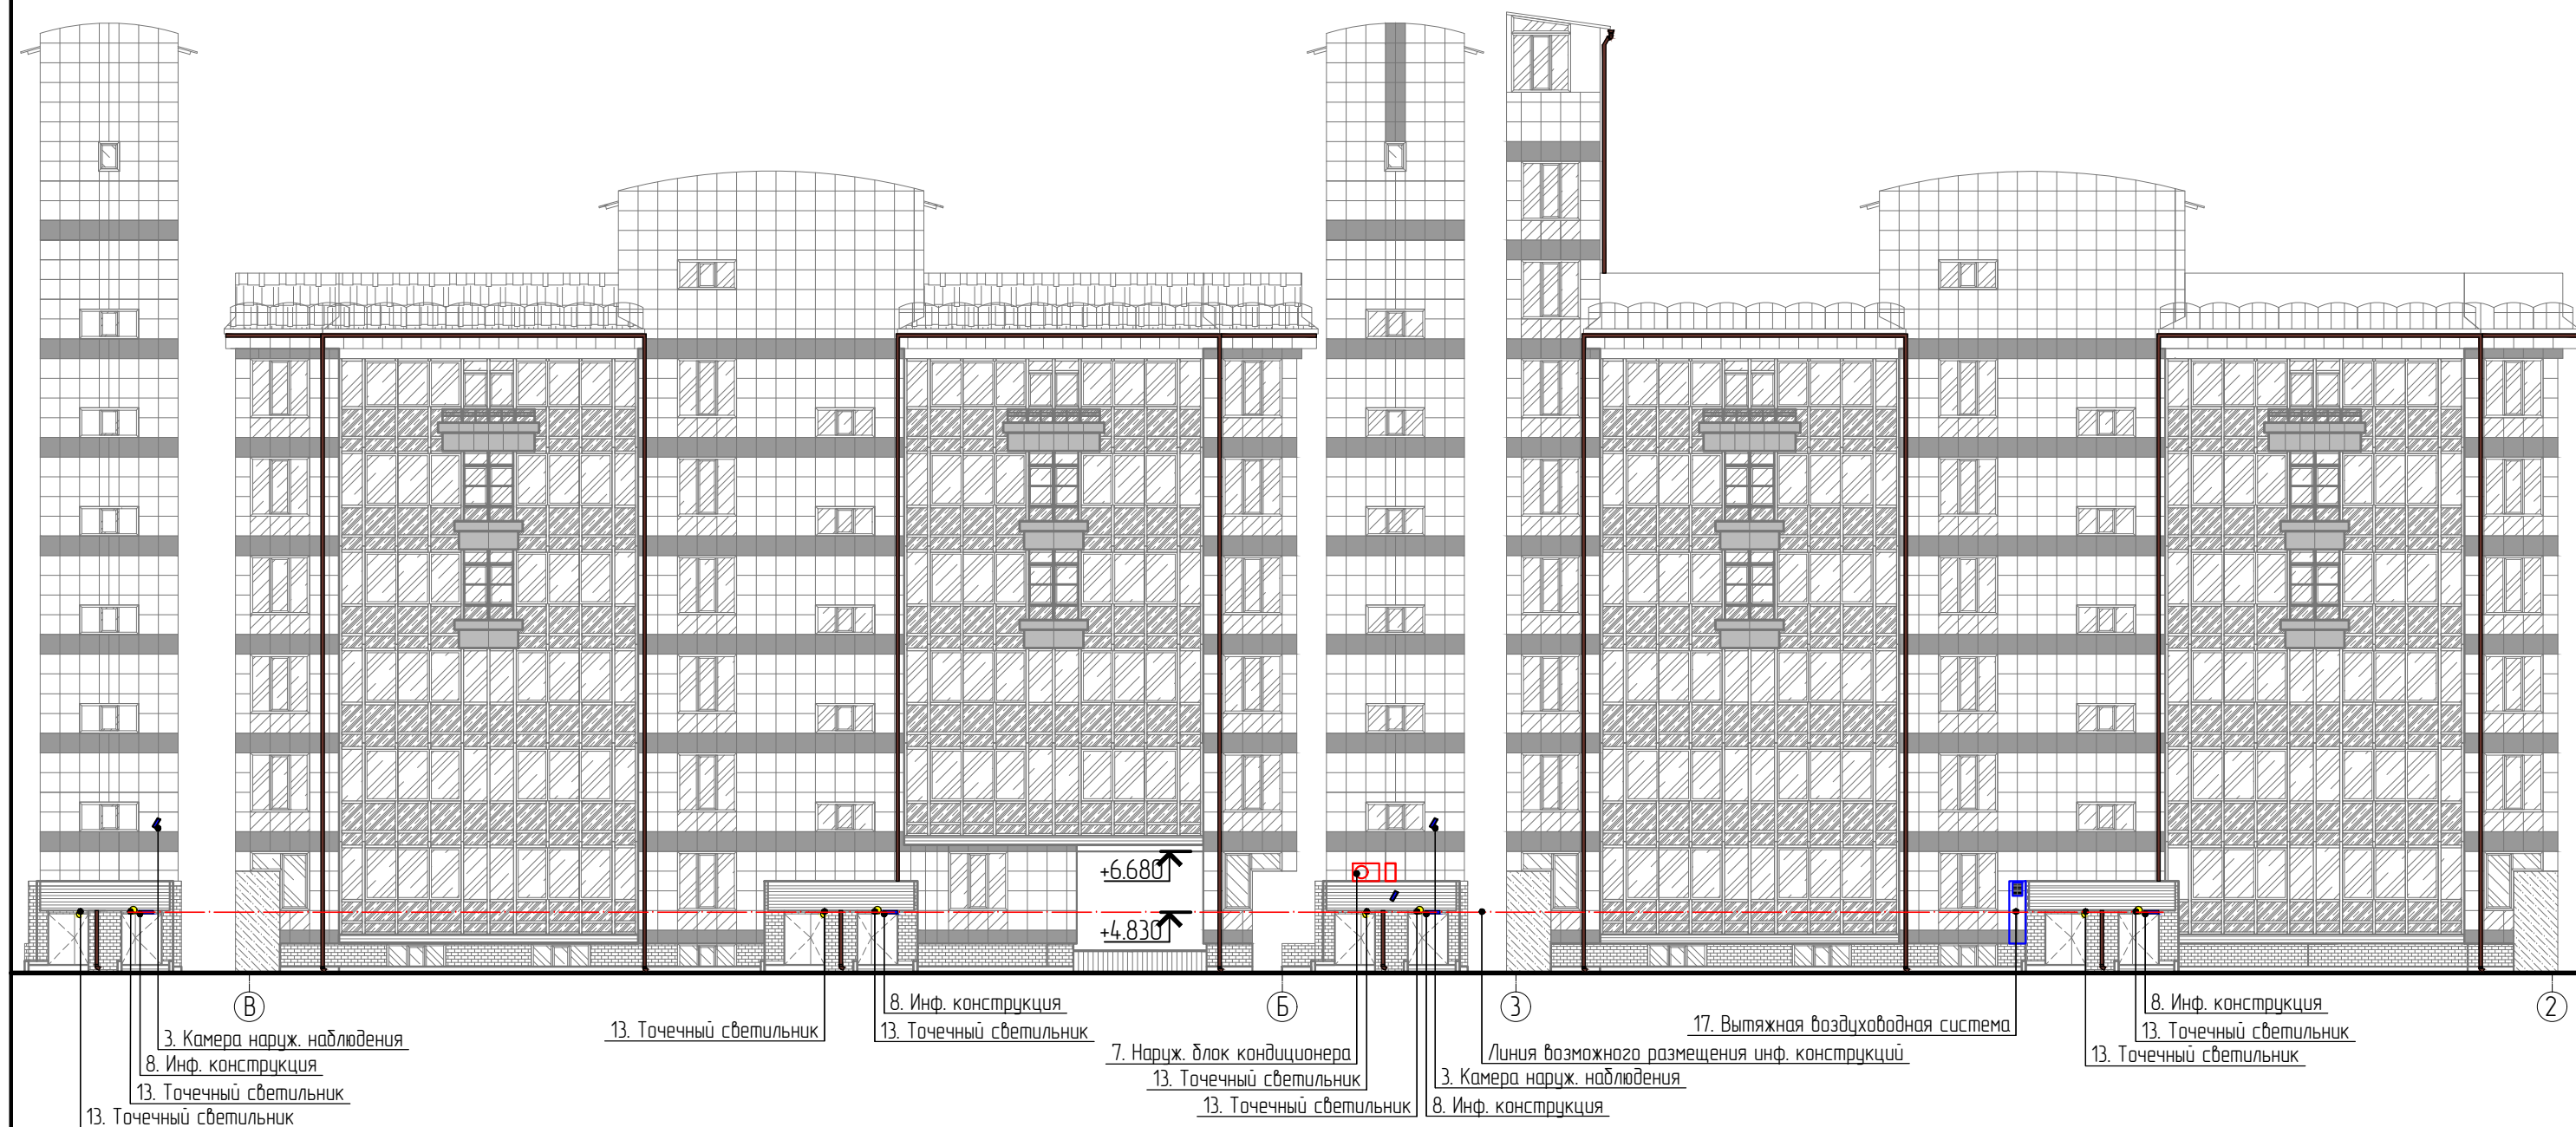 +6.680
+4.830
В
Б
3
2
3. Камера наруж. наблюдения
8. Инф. конструкция
13. Точечный светильник
13. Точечный светильник
13. Точечный светильник
8. Инф. конструкция
13. Точечный светильник
7. Наруж. блок кондиционера
13. Точечный светильник
13. Точечный светильник
Линия возможного размещения инф. конструкций
3. Камера наруж. наблюдения
8. Инф. конструкция
17. Вытяжная воздуховодная система
8. Инф. конструкция
13. Точечный светильник
13. Точечный светильник